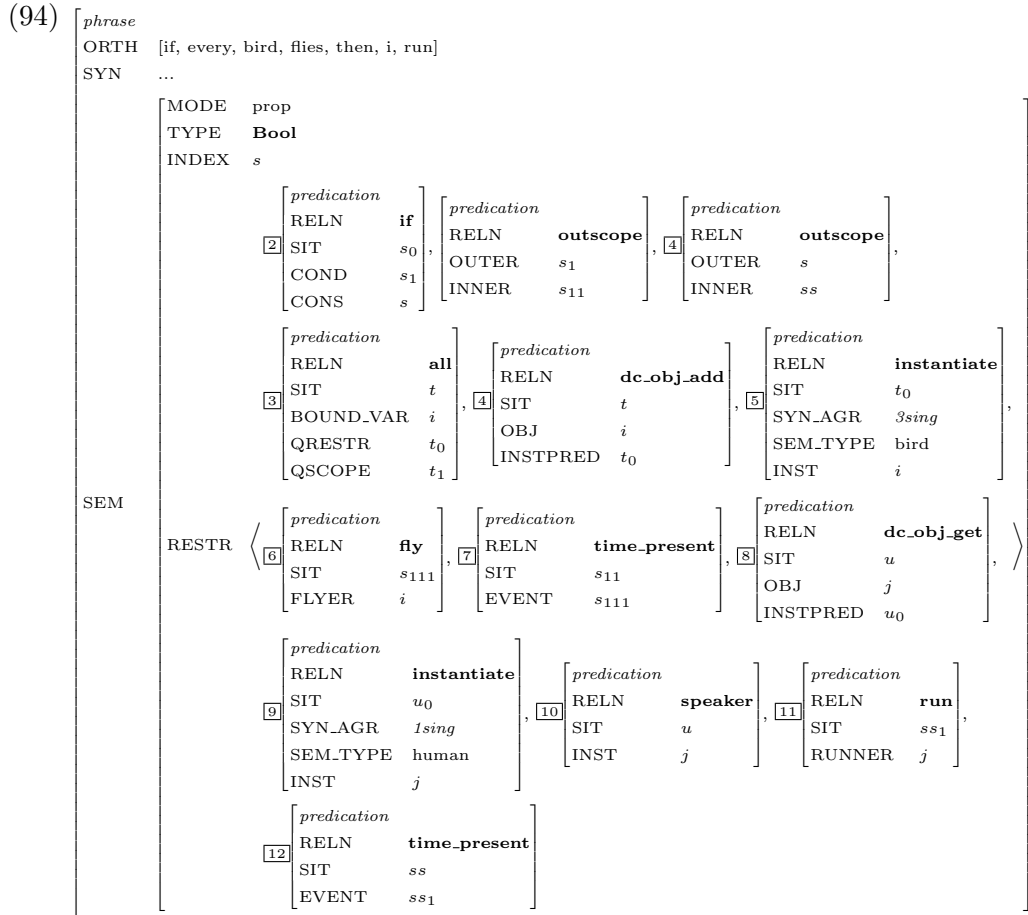 (94)
phrase
ORTH [if, every, bird, flies, then, i, run]
SYN ...
SEM
MODE prop
TYPE Bool
INDEX s
RESTR ⟨
2 predication
RELN if
SIT s0
COND s1
CONS s
,
predication
RELN outscope
OUTER s1
INNER s11
,
4 predication
RELN outscope
OUTER s
INNER ss
,
3 predication
RELN all
SIT t
BOUND_VAR i
QRESTR t0
QSCOPE t1
,
4 predication
RELN dc_obj_add
SIT t
OBJ i
INSTPRED t0
,
5 predication
RELN instantiate
SIT t0
SYN_AGR 3sing
SEM_TYPE bird
INST i
,
6 predication
RELN fly
SIT s111
FLYER i
,
7 predication
RELN time_present
SIT s11
EVENT s111
,
8 predication
RELN dc_obj_get
SIT u
OBJ j
INSTPRED u0
,
9 predication
RELN instantiate
SIT u0
SYN_AGR 1sing
SEM_TYPE human
INST j
,
10 predication
RELN speaker
SIT u
INST j
,
11 predication
RELN run
SIT ss1
RUNNER j
,
12 predication
RELN time_present
SIT ss
EVENT ss1
⟩